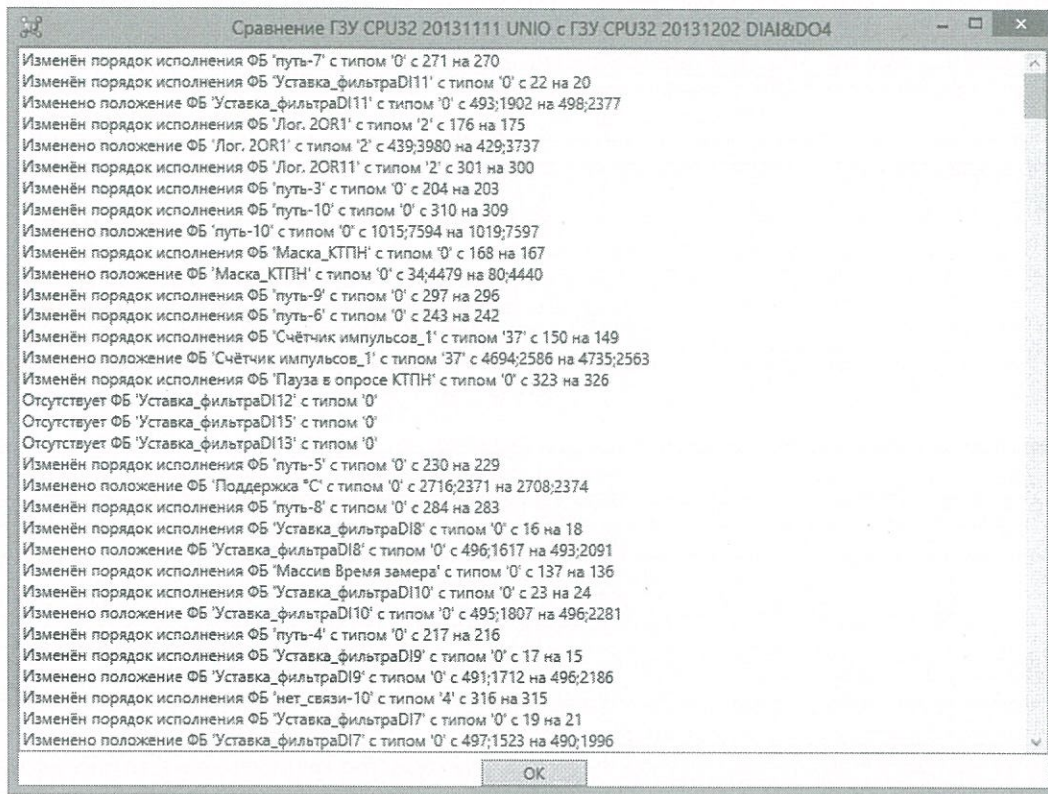 Сравнение ГЗУ CPU32 20131111 UNIO с ГЗУ CPU32 20131202 DIAI&DO4
Изменён порядок исполнения ФБ 'путь-7' с типом '0' с 271 на 270
Изменён порядок исполнения ФБ 'Уставка_фильтраDI11' с типом '0' с 22 на 20
Изменено положение ФБ 'Уставка_фильтраDI11' с типом '0' с 493;1902 на 498;2377
Изменён порядок исполнения ФБ 'Лог. 2OR1' с типом '2' с 176 на 175
Изменено положение ФБ 'Лог. 2OR1' с типом '2' с 439;3980 на 429;3737
Изменён порядок исполнения ФБ 'Лог. 2OR11' с типом '2' с 301 на 300
Изменён порядок исполнения ФБ 'путь-3' с типом '0' с 204 на 203
Изменён порядок исполнения ФБ 'путь-10' с типом '0' с 310 на 309
Изменено положение ФБ 'путь-10' с типом '0' с 1015;7594 на 1019;7597
Изменён порядок исполнения ФБ 'Маска_КТПН' с типом '0' с 168 на 167
Изменено положение ФБ 'Маска_КТПН' с типом '0' с 34;4479 на 80;4440
Изменён порядок исполнения ФБ 'путь-9' с типом '0' с 297 на 296
Изменён порядок исполнения ФБ 'путь-6' с типом '0' с 243 на 242
Изменён порядок исполнения ФБ 'Счётчик импульсов_1' с типом '37' с 150 на 149
Изменено положение ФБ 'Счётчик импульсов_1' с типом '37' с 4694;2586 на 4735;2563
Изменён порядок исполнения ФБ 'Пауза в опросе КТПН' с типом '0' с 323 на 326
Отсутствует ФБ 'Уставка_фильтраDI12' с типом '0'
Отсутствует ФБ 'Уставка_фильтраDI15' с типом '0'
Отсутствует ФБ 'Уставка_фильтраDI13' с типом '0'
Изменён порядок исполнения ФБ 'путь-5' с типом '0' с 230 на 229
Изменено положение ФБ 'Поддержка °С' с типом '0' с 2716;2371 на 2708;2374
Изменён порядок исполнения ФБ 'путь-8' с типом '0' с 284 на 283
Изменён порядок исполнения ФБ 'Уставка_фильтраDI8' с типом '0' с 16 на 18
Изменено положение ФБ 'Уставка_фильтраDI8' с типом '0' с 496;1617 на 493;2091
Изменён порядок исполнения ФБ 'Массив Время замера' с типом '0' с 137 на 136
Изменён порядок исполнения ФБ 'Уставка_фильтраDI10' с типом '0' с 23 на 24
Изменено положение ФБ 'Уставка_фильтраDI10' с типом '0' с 495;1807 на 496;2281
Изменён порядок исполнения ФБ 'путь-4' с типом '0' с 217 на 216
Изменён порядок исполнения ФБ 'Уставка_фильтраDI9' с типом '0' с 17 на 15
Изменено положение ФБ 'Уставка_фильтраDI9' с типом '0' с 491;1712 на 496;2186
Изменён порядок исполнения ФБ 'нет_связи-10' с типом '4' с 316 на 315
Изменён порядок исполнения ФБ 'Уставка_фильтраDI7' с типом '0' с 19 на 21
Изменено положение ФБ 'Уставка_фильтраDI7' с типом '0' с 497;1523 на 490;1996
OK